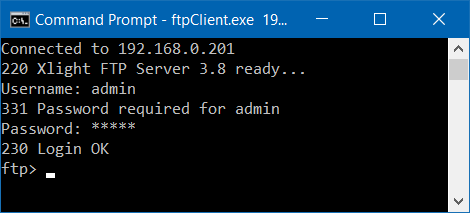 Command Prompt - ftpClient.exe 19...
Connected to 192.168.0.201
220 Xlight FTP Server 3.8 ready...
Username: admin
331 Password required for admin
Password: *****
230 Login OK
ftp>